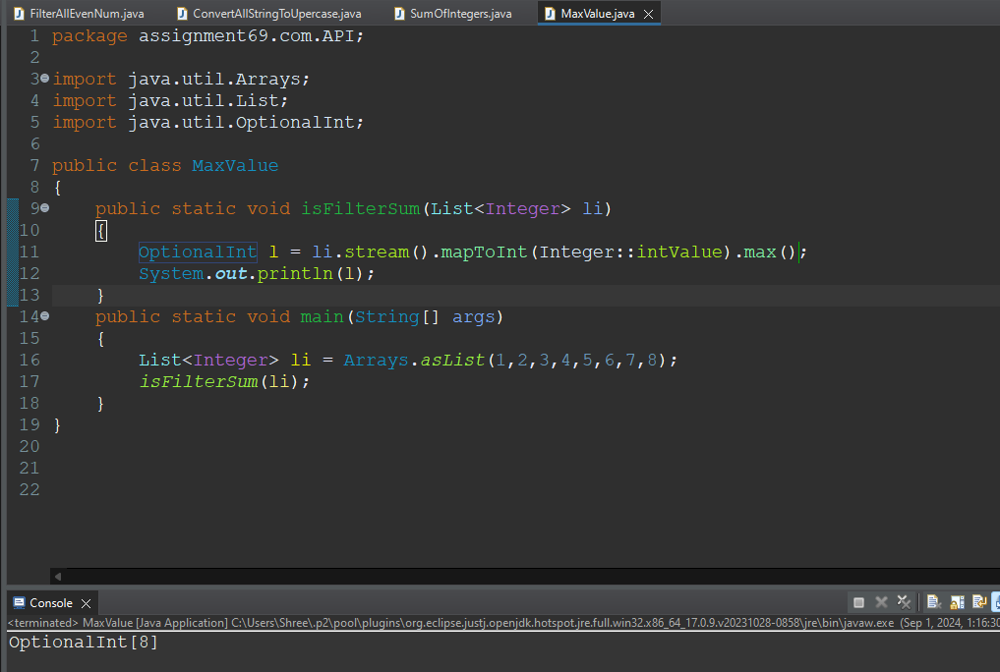 FilterAllEvenNum.java ConvertAllStringToUpercase.java SumOfIntegers.java MaxValue.java
1 package assignment69.com.API;
2
3 import java.util.Arrays;
4 import java.util.List;
5 import java.util.OptionalInt;
6
7 public class MaxValue
8 {
9 public static void isFilterSum(List<Integer> li)
10 {
11 OptionalInt l = li.stream().mapToInt(Integer::intValue).max();
12 System.out.println(l);
13 }
14 public static void main(String[] args)
15 {
16 List<Integer> li = Arrays.asList(1,2,3,4,5,6,7,8);
17 isFilterSum(li);
18 }
19 }
20
21
22
Console
<terminated> MaxValue [Java Application] C:\Users\Shree\.p2\pool\plugins\org.eclipse.justj.openjdk.hotspot.jre.full.win32.x86_64_17.0.9.v20231028-0858\jre\bin\javaw.exe (Sep 1, 2024, 1:16:30
OptionalInt[8]